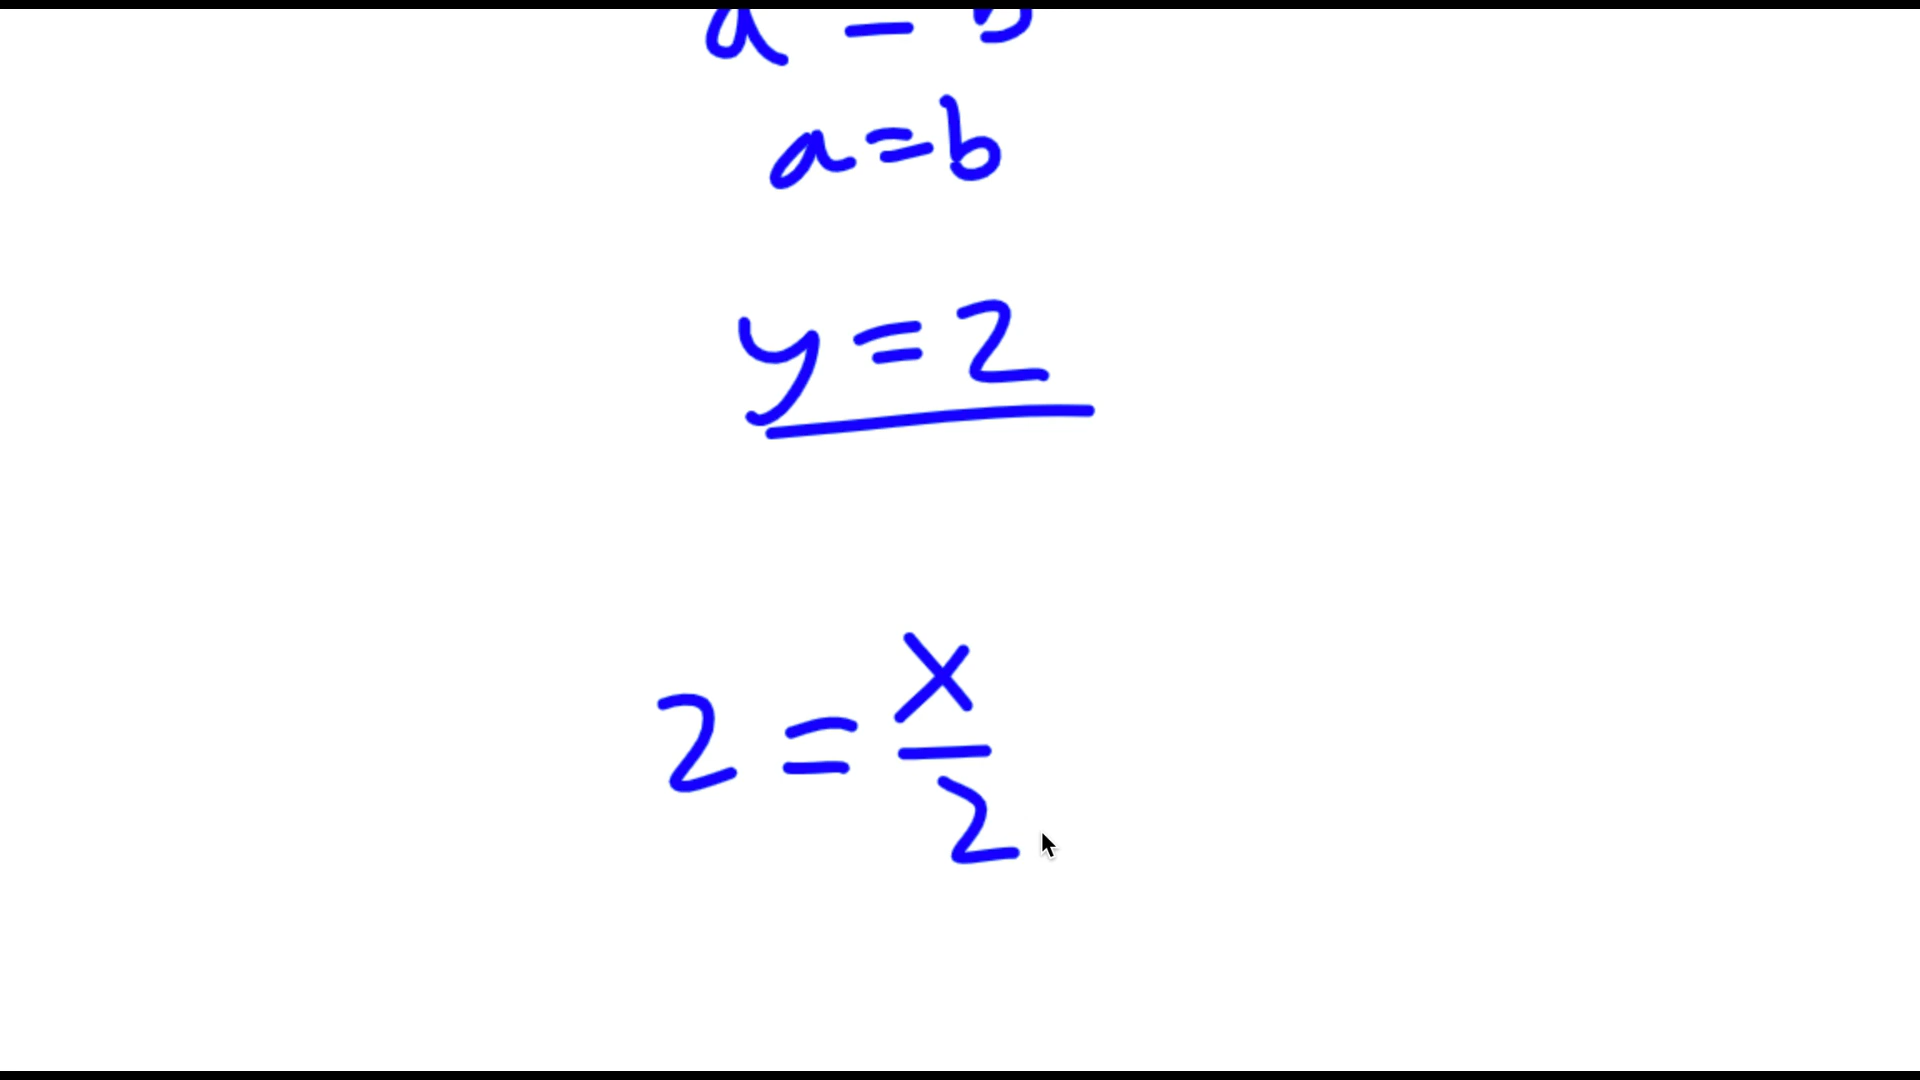 a = b
y = 2
2 = x/2